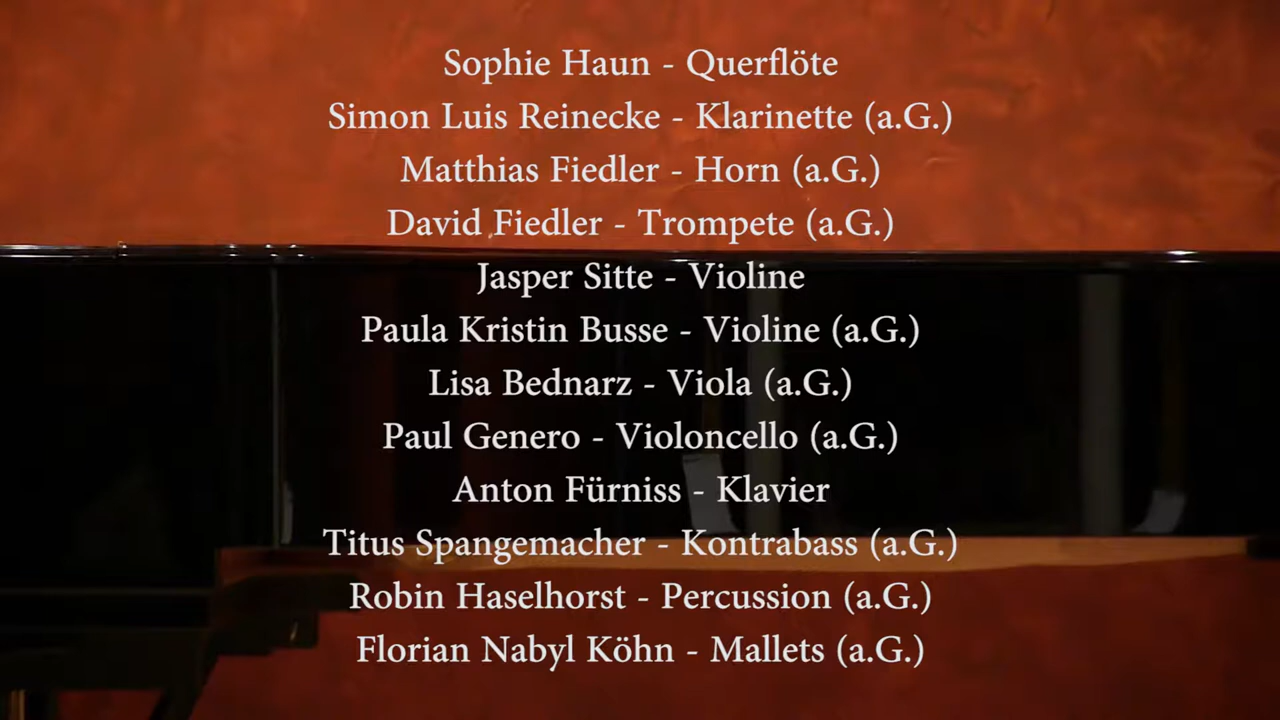 Sophie Haun - Querflöte
Simon Luis Reinecke - Klarinette (a.G.)
Matthias Fiedler - Horn (a.G.)
David Fiedler - Trompete (a.G.)
Jasper Sitte - Violine
Paula Kristin Busse - Violine (a.G.)
Lisa Bednarz - Viola (a.G.)
Paul Genero - Violoncello (a.G.)
Anton Fürniss - Klavier
Titus Spangemacher - Kontrabass (a.G.)
Robin Haselhorst - Percussion (a.G.)
Florian Nabyl Köhn - Mallets (a.G.)